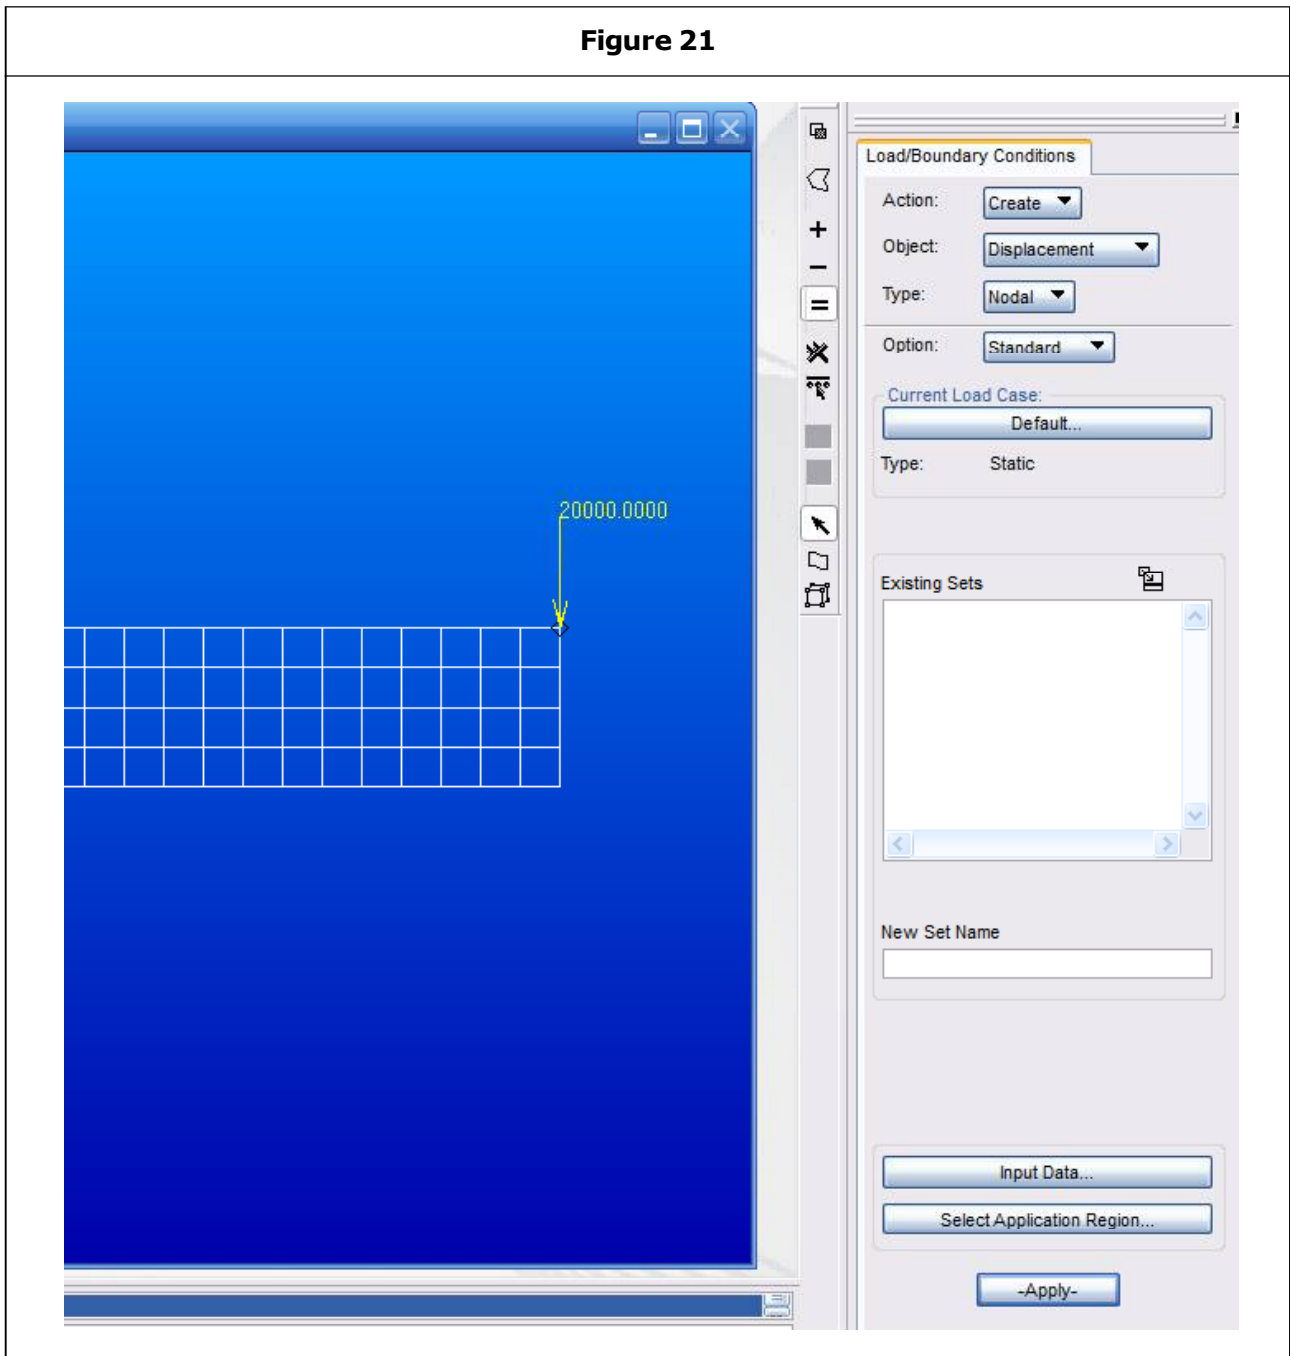 Figure 21
Load/Boundary Conditions
Action: Create
Object: Displacement
Type: Nodal
Option: Standard
Current Load Case:
Default...
Type: Static
20000.0000
Existing Sets
New Set Name
Input Data...
Select Application Region...
-Apply-